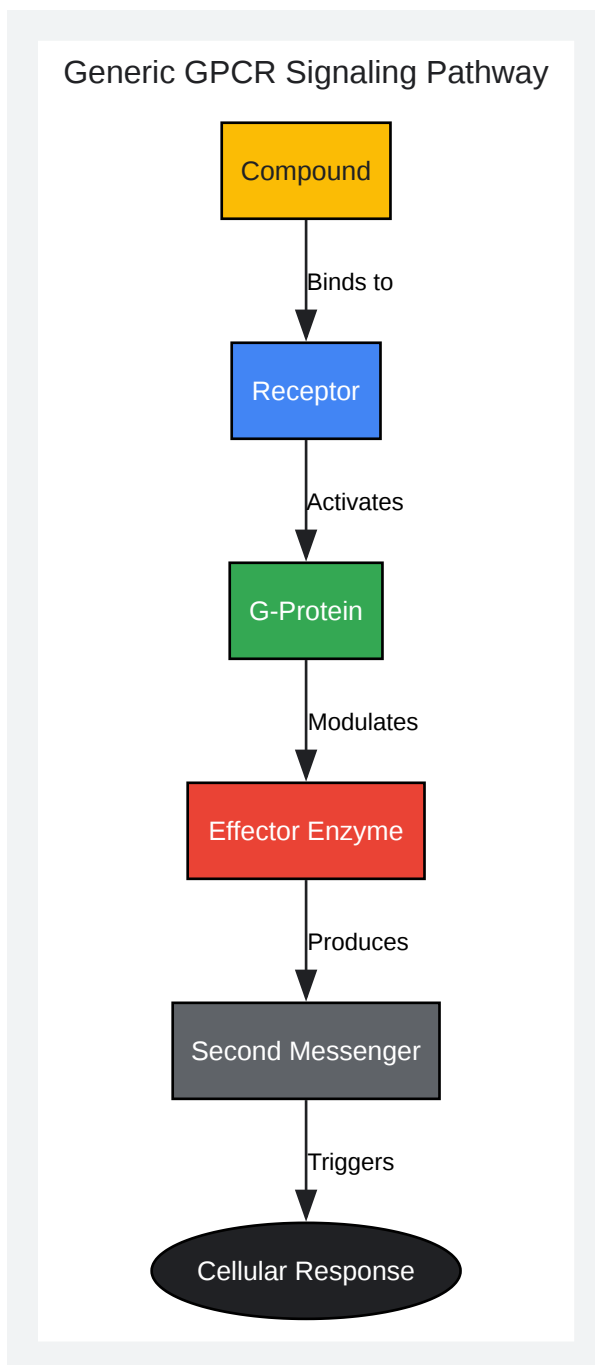 Generic GPCR Signaling Pathway
Compound
Binds to
Receptor
Activates
G-Protein
Modulates
Effector Enzyme
Produces
Second Messenger
Triggers
Cellular Response